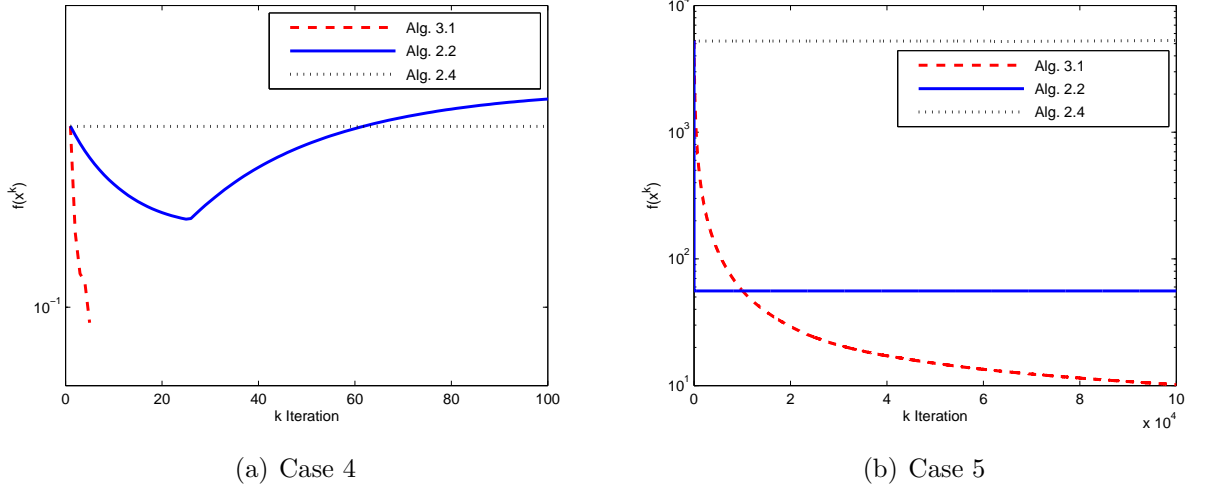 Alg. 3.1
Alg. 2.2
Alg. 2.4
f(x^k)
10^-1
0 20 40 60 80 100
k Iteration
(a) Case 4
10^4
10^3
10^2
10^1
Alg. 3.1
Alg. 2.2
Alg. 2.4
f(x^k)
0 2 4 6 8 10
k Iteration
x 10^4
(b) Case 5